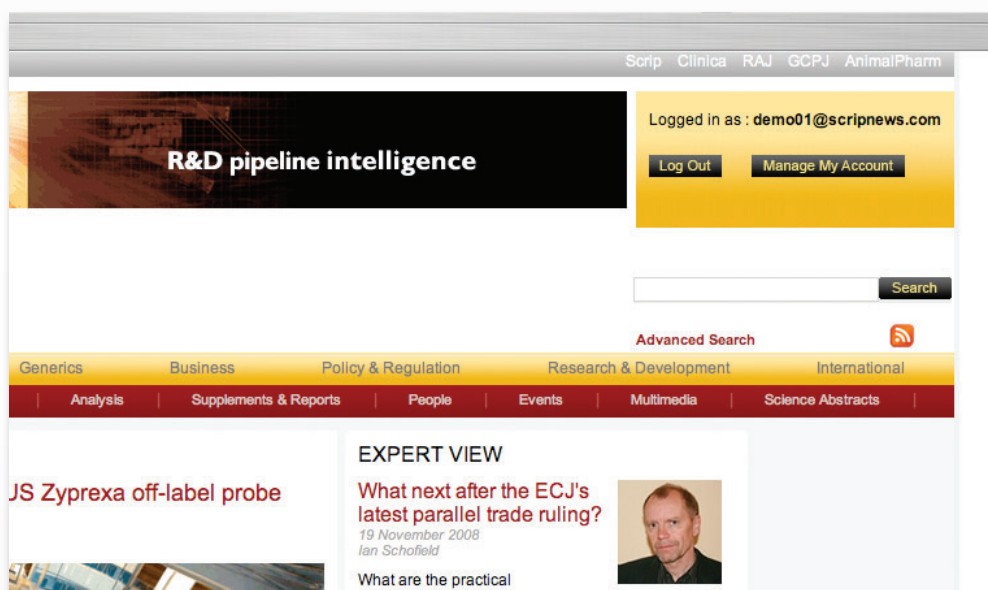 Scrip Clinica RAJ GCPJ AnimalPharm
R&D pipeline intelligence
Logged in as : demo01@scripnews.com
Log Out Manage My Account
Search
Advanced Search
Generics Business Policy & Regulation Research & Development International
Analysis | Supplements & Reports | People | Events | Multimedia | Science Abstracts |
US Zyprexa off-label probe
EXPERT VIEW
What next after the ECJ's
latest parallel trade ruling?
19 November 2008
Ian Schofield
What are the practical